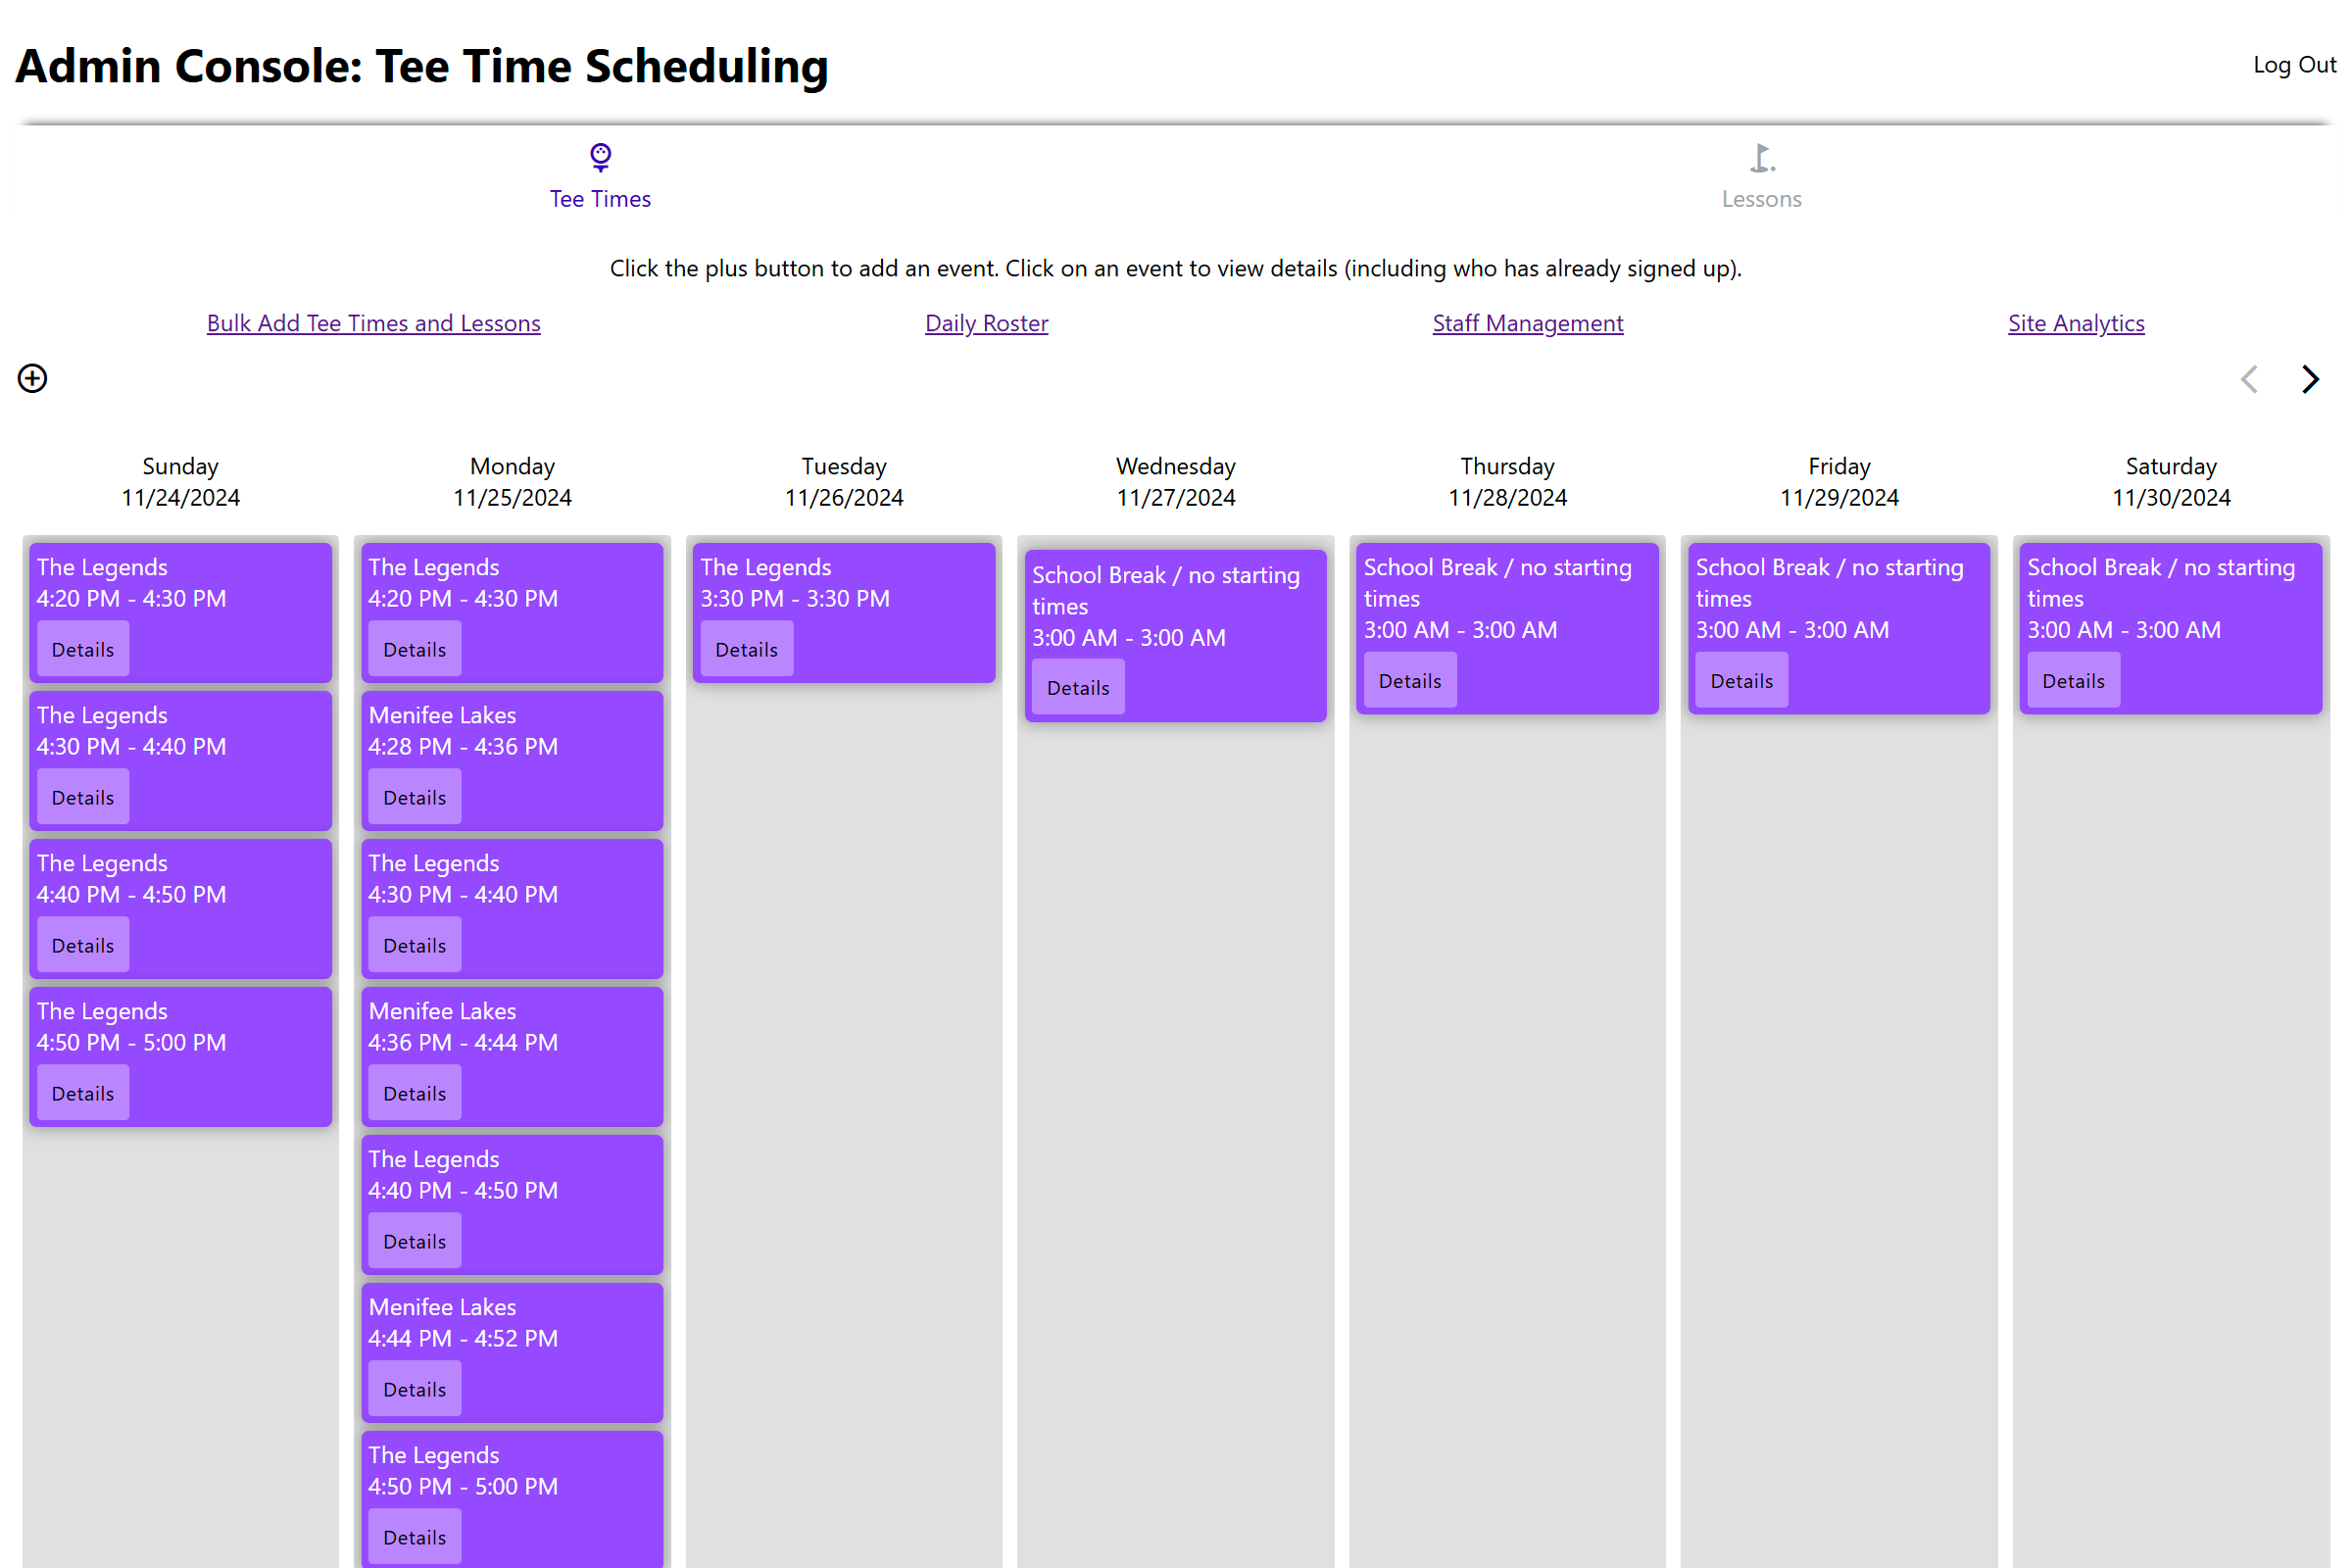 Admin Console: Tee Time Scheduling
Log Out
Tee Times
Lessons
Click the plus button to add an event. Click on an event to view details (including who has already signed up).
Bulk Add Tee Times and Lessons
Daily Roster
Staff Management
Site Analytics
Sunday
11/24/2024
The Legends
4:20 PM - 4:30 PM
Details
The Legends
4:30 PM - 4:40 PM
Details
The Legends
4:40 PM - 4:50 PM
Details
The Legends
4:50 PM - 5:00 PM
Details
Monday
11/25/2024
The Legends
4:20 PM - 4:30 PM
Details
Menifee Lakes
4:28 PM - 4:36 PM
Details
The Legends
4:30 PM - 4:40 PM
Details
Menifee Lakes
4:36 PM - 4:44 PM
Details
The Legends
4:40 PM - 4:50 PM
Details
Menifee Lakes
4:44 PM - 4:52 PM
Details
The Legends
4:50 PM - 5:00 PM
Details
Tuesday
11/26/2024
The Legends
3:30 PM - 3:30 PM
Details
Wednesday
11/27/2024
School Break / no starting
times
3:00 AM - 3:00 AM
Details
Thursday
11/28/2024
School Break / no starting
times
3:00 AM - 3:00 AM
Details
Friday
11/29/2024
School Break / no starting
times
3:00 AM - 3:00 AM
Details
Saturday
11/30/2024
School Break / no starting
times
3:00 AM - 3:00 AM
Details